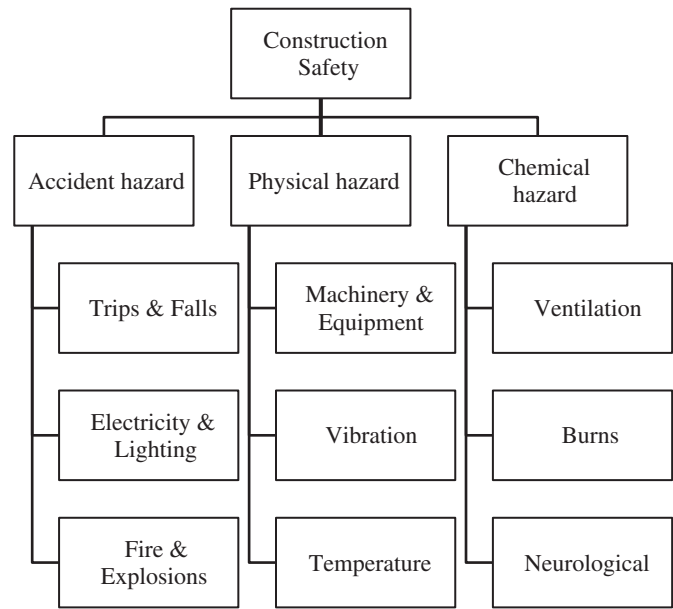 Construction
Safety
Accident hazard
Physical hazard
Chemical
hazard
Trips & Falls
Machinery &
Equipment
Ventilation
Electricity &
Lighting
Vibration
Burns
Fire &
Explosions
Temperature
Neurological